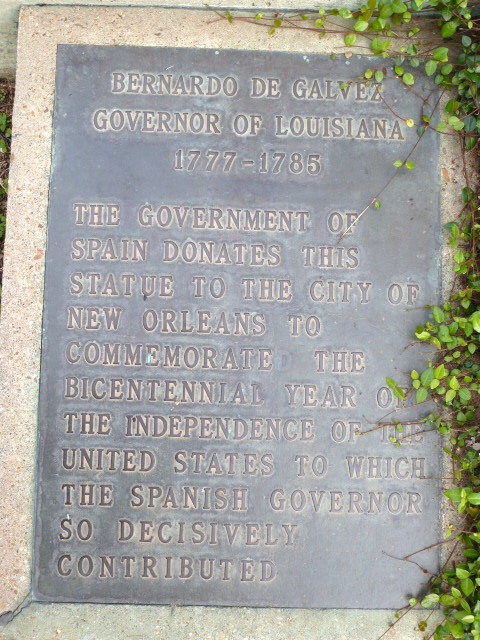 BERNARDO DE GALVEZ
GOVERNOR OF LOUISIANA
1777-1785
THE GOVERNMENT OF
SPAIN DONATES THIS
STATUE TO THE CITY OF
NEW ORLEANS TO
COMMEMORATE THE
BICENTENNIAL YEAR OF
THE INDEPENDENCE OF THE
UNITED STATES TO WHICH
THE SPANISH GOVERNOR
SO DECISIVELY
CONTRIBUTED